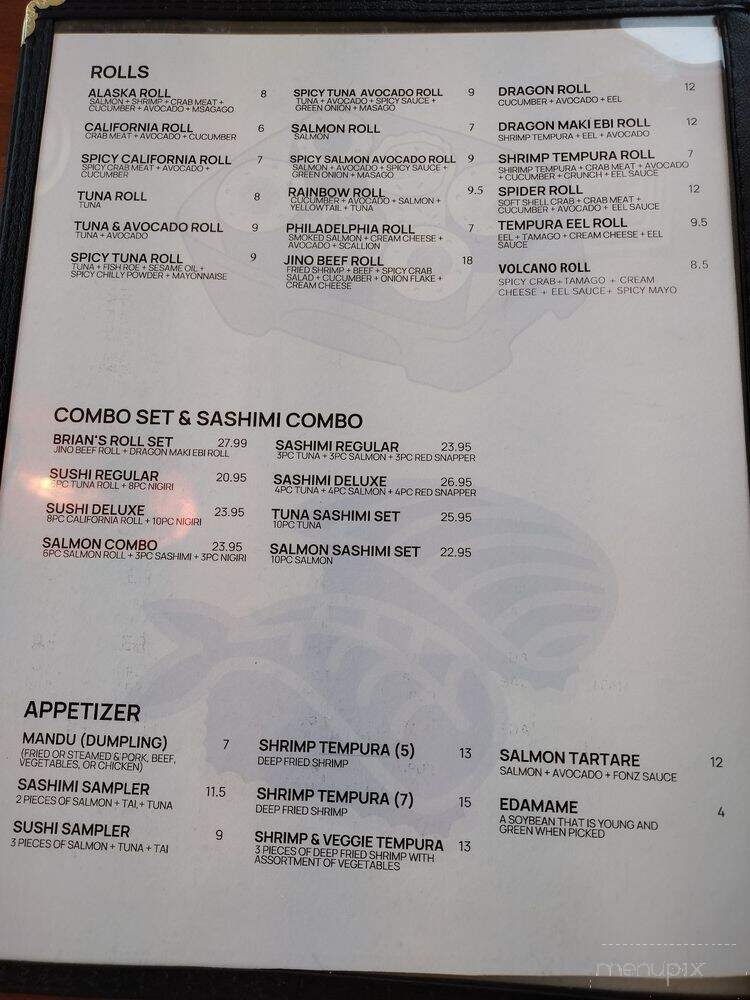 ROLLS
ALASKA ROLL 8
SALMON + SHRIMP + CRAB MEAT +
CUCUMBER + AVOCADO + MSAGAGO
CALIFORNIA ROLL 6
CRAB MEAT + AVOCADO + CUCUMBER
SPICY CALIFORNIA ROLL 7
SPICY CRAB MEAT + AVOCADO +
CUCUMBER
TUNA ROLL 8
TUNA
TUNA & AVOCADO ROLL 9
TUNA + AVOCADO
SPICY TUNA ROLL 9
TUNA + FISH ROE + SESAME OIL +
SPICY CHILLY POWDER + MAYONNAISE
SPICY TUNA AVOCADO ROLL 9
TUNA + AVOCADO + SPICY SAUCE +
GREEN ONION + MASAGO
SALMON ROLL 7
SALMON
SPICY SALMON AVOCADO ROLL 9
SALMON + AVOCADO + SPICY SAUCE +
GREEN ONION + MASAGO
RAINBOW ROLL 9.5
CUCUMBER + AVOCADO + SALMON +
YELLOWTAIL + TUNA
PHILADELPHIA ROLL 7
SMOKED SALMON + CREAM CHEESE +
AVOCADO + SCALLION
JINO BEEF ROLL 18
FRIED SHRIMP + BEEF + SPICY CRAB
SALAD + CUCUMBER + ONION FLAKE +
CREAM CHEESE
DRAGON ROLL 12
CUCUMBER + AVOCADO + EEL
DRAGON MAKI EBI ROLL 12
SHRIMP TEMPURA + EEL + AVOCADO
SHRIMP TEMPURA ROLL 7
SHIRIMP TEMPURA + CRAB MEAT + AVOCADO
+ CUCUMBER + CRUNCH + EEL SAUCE
SPIDER ROLL 12
SOFT SHELL CRAB + CRAB MEAT +
CUCUMBER + AVOCADO + EEL SAUCE
TEMPURA EEL ROLL 9.5
EEL + TAMAGO + CREAM CHEESE + EEL
SAUCE
VOLCANO ROLL 8.5
SPICY CRAB+TAMAGO + CREAM
CHEESE + EEL SAUCE+ SPICY MAYO
COMBO SET & SASHIMI COMBO
BRIAN'S ROLL SET 27.99
JINO BEEF ROLL + DRAGON MAKI EBI ROLL
SUSHI REGULAR 20.95
TUNA ROLL + 8PC NIGIRI
SUSHI DELUXE 23.95
8PC CALIFORNIA ROLL + 10PC NIGIRI
SALMON COMBO 23.95
6PC SALMON ROLL + 3PC SASHIMI + 3PC NIGIRI
SASHIMI REGULAR 23.95
3PC TUNA + 3PC SALMON + 3PC RED SNAPPER
SASHIMI DELUXE 26.95
4PC TUNA + 4PC SALMON + 4PC RED SNAPPER
TUNA SASHIMI SET 25.95
10PC TUNA
SALMON SASHIMI SET 22.95
10PC SALMON
APPETIZER
MANDU (DUMPLING) 7
(FRIED OR STEAMED & PORK, BEEF,
VEGETABLES, OR CHICKEN)
SASHIMI SAMPLER 11.5
2 PIECES OF SALMON + TAI, + TUNA
SUSHI SAMPLER 9
3 PIECES OF SALMON + TUNA + TAI
SHRIMP TEMPURA (5) 13
DEEP FRIED SHRIMP
SHRIMP TEMPURA (7) 15
DEEP FRIED SHRIMP
SHRIMP & VEGGIE TEMPURA 13
3 PIECES OF DEEP FRIED SHRIMP WITH
ASSORTMENT OF VEGETABLES
SALMON TARTARE 12
SALMON + AVOCADO + FONZ SAUCE
EDAMAME 4
A SOYBEAN THAT IS YOUNG AND
GREEN WHEN PICKED
menupix